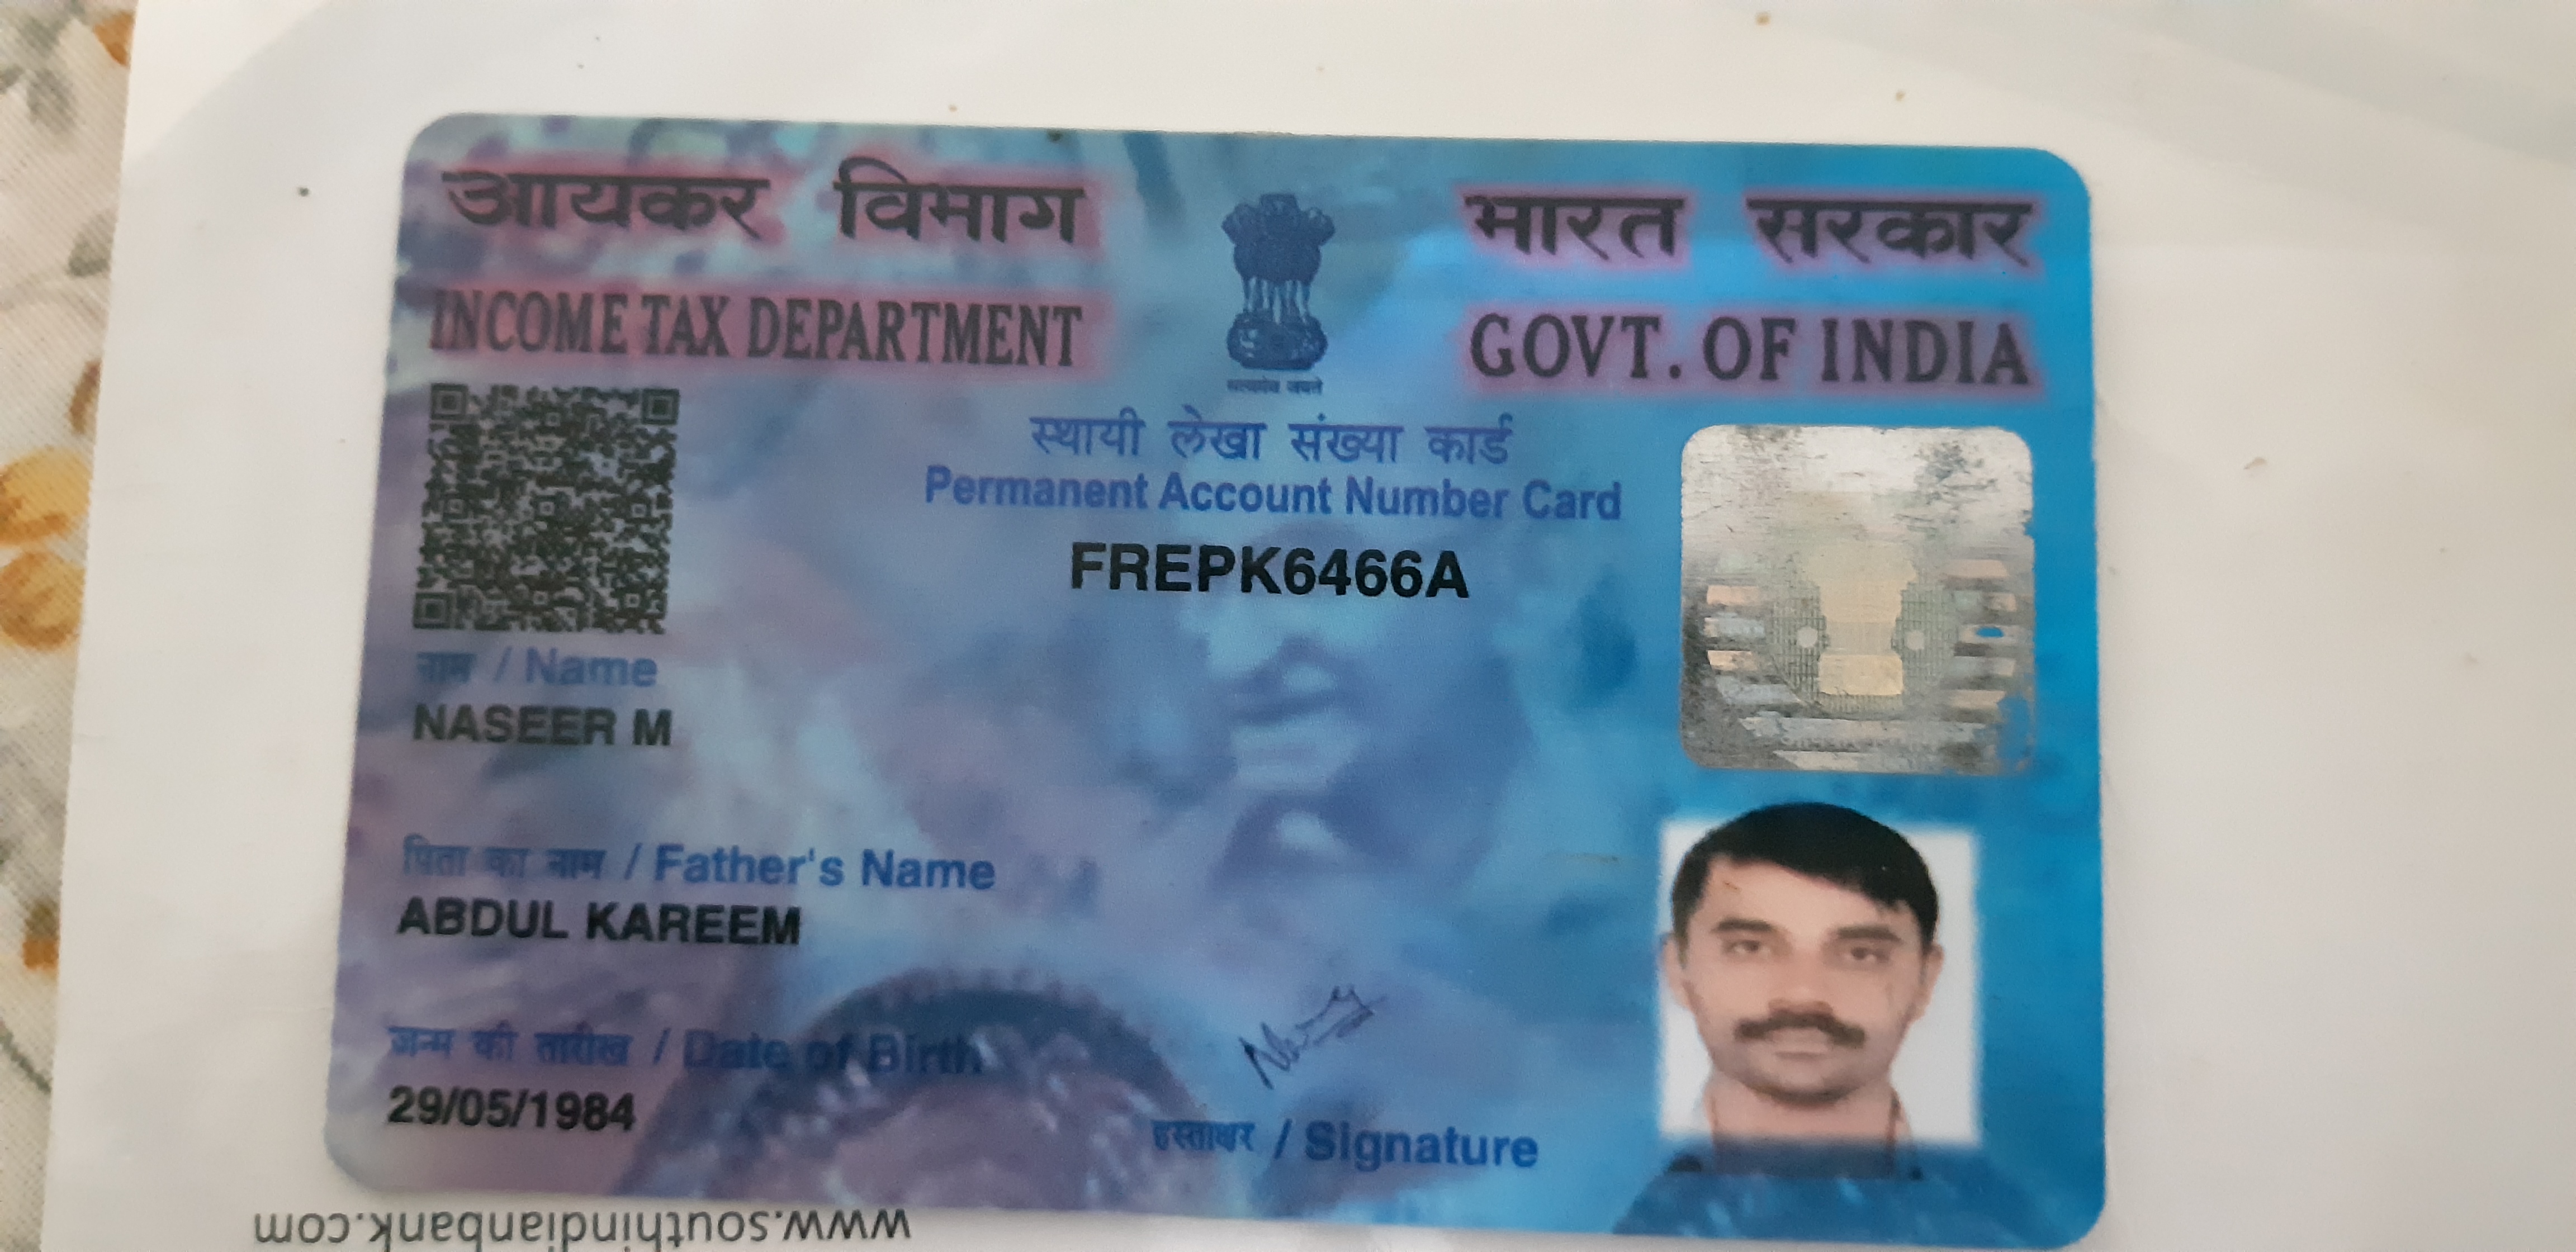 आयकर विभाग
INCOME TAX DEPARTMENT
भारत सरकार
GOVT. OF INDIA
सत्यमेव जयते
स्थायी लेखा संख्या कार्ड
Permanent Account Number Card
FREPK6466A
नाम / Name
NASEER M
पिता का नाम / Father's Name
ABDUL KAREEM
जन्म की तारीख / Date of Birth
29/05/1984
हस्ताक्षर / Signature
www.southindianbank.com